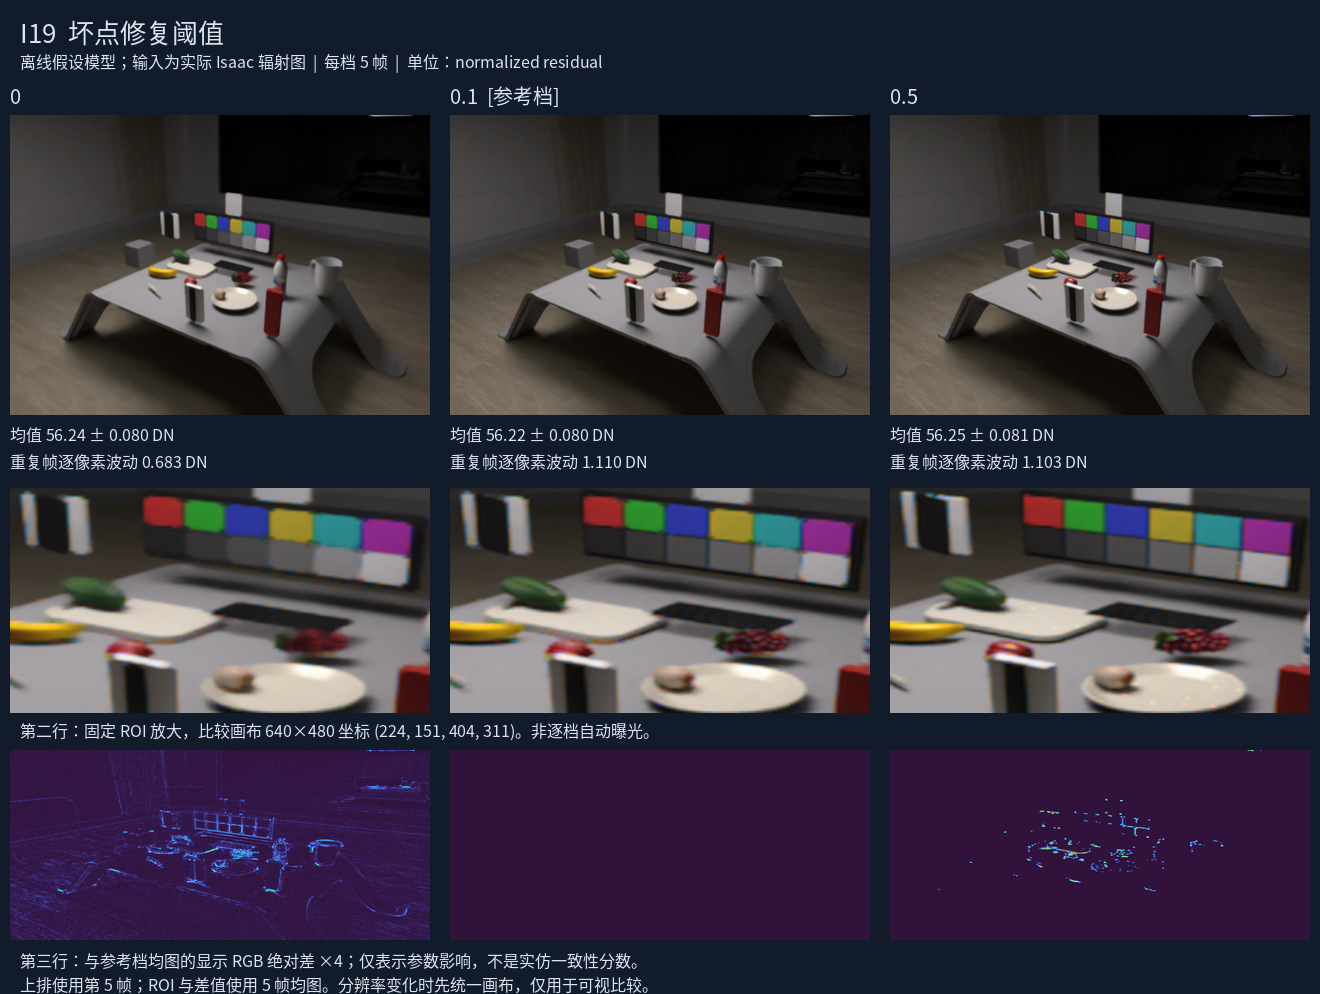 I19 坏点修复阈值
离线假设模型；输入为实际 Isaac 辐射图 | 每档 5 帧 | 单位：normalized residual
0
0.1 [参考档]
0.5
均值 56.24 ± 0.080 DN
重复帧逐像素波动 0.683 DN
均值 56.22 ± 0.080 DN
重复帧逐像素波动 1.110 DN
均值 56.25 ± 0.081 DN
重复帧逐像素波动 1.103 DN
第二行：固定 ROI 放大，比较画布 640×480 坐标 (224, 151, 404, 311)。非逐档自动曝光。
第三行：与参考档均图的显示 RGB 绝对差 ×4；仅表示参数影响，不是实仿一致性分数。
上排使用第 5 帧；ROI 与差值使用 5 帧均图。分辨率变化时先统一画布，仅用于可视比较。